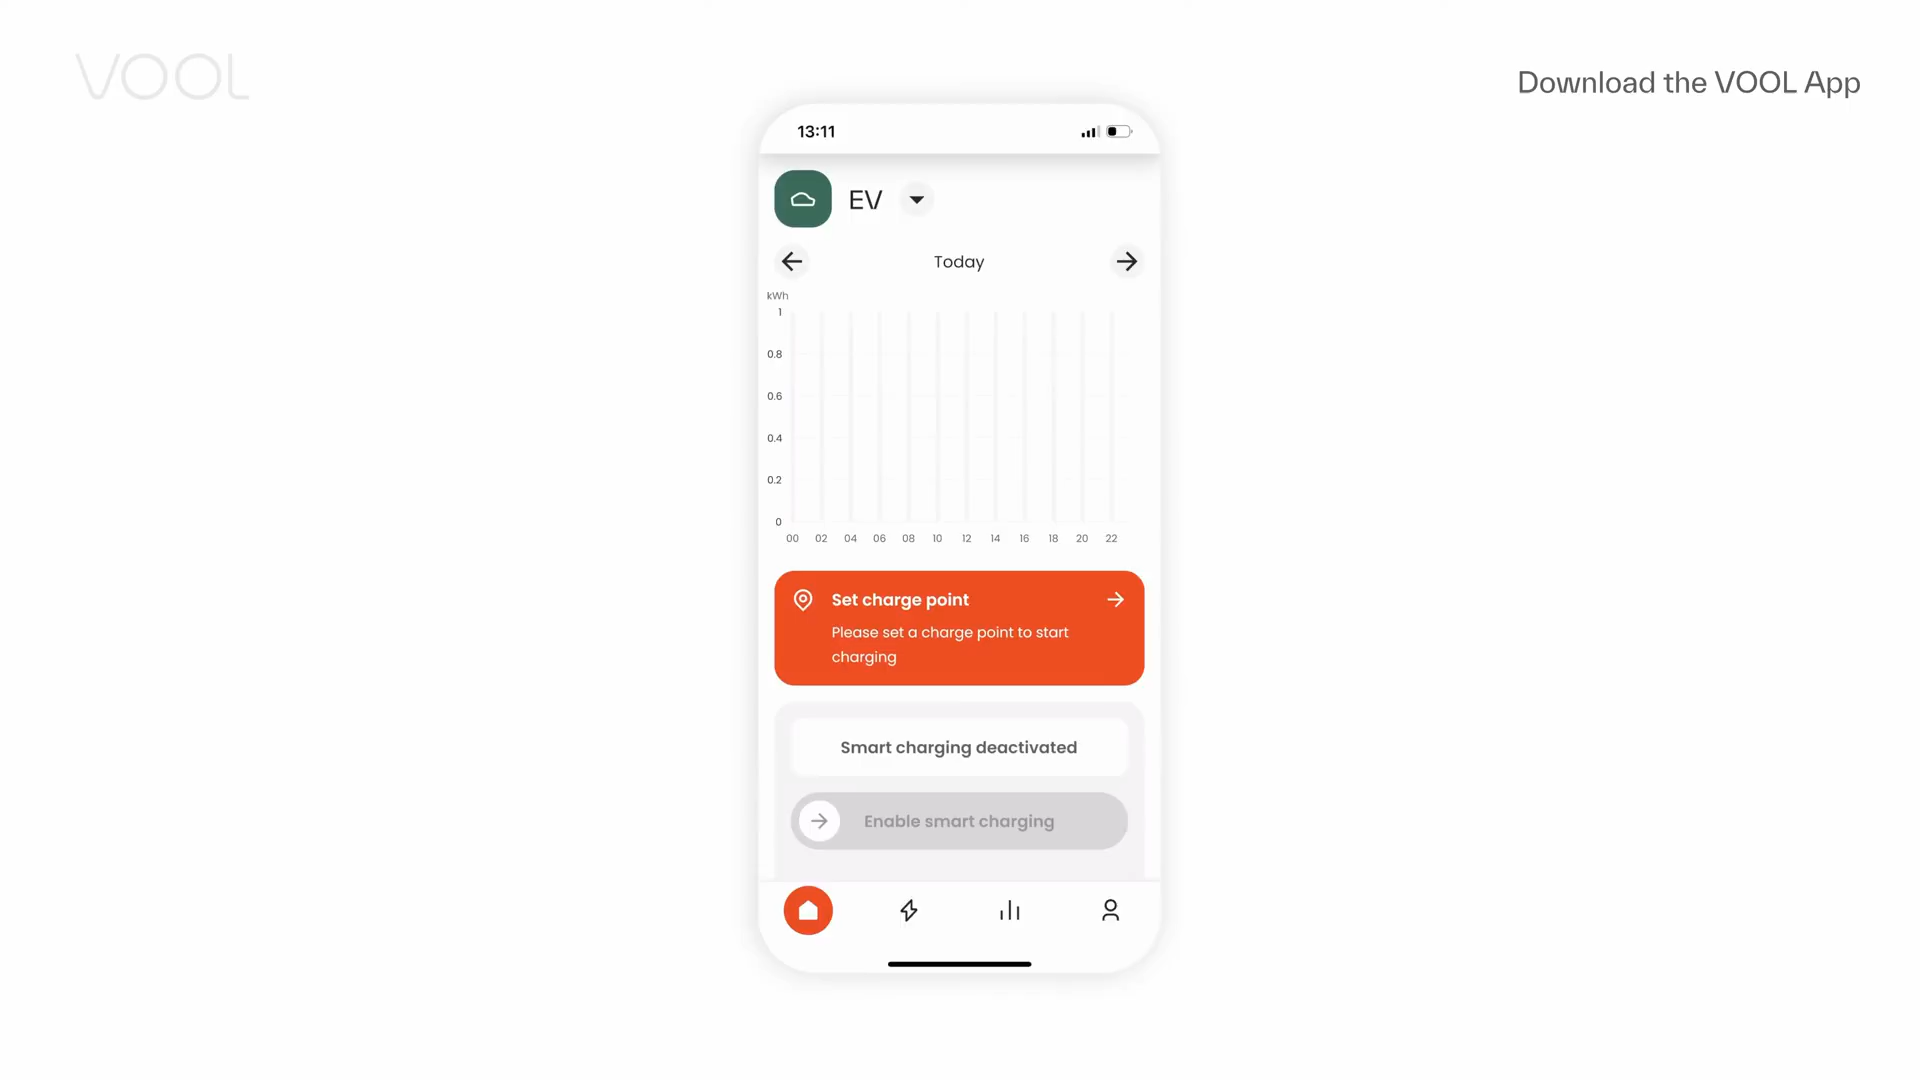 VOOL
Download the VOOL App
13:11
EV
Today
kWh
1
0.8
0.6
0.4
0.2
0
00 02 04 06 08 10 12 14 16 18 20 22
Set charge point
Please set a charge point to start
charging
Smart charging deactivated
Enable smart charging